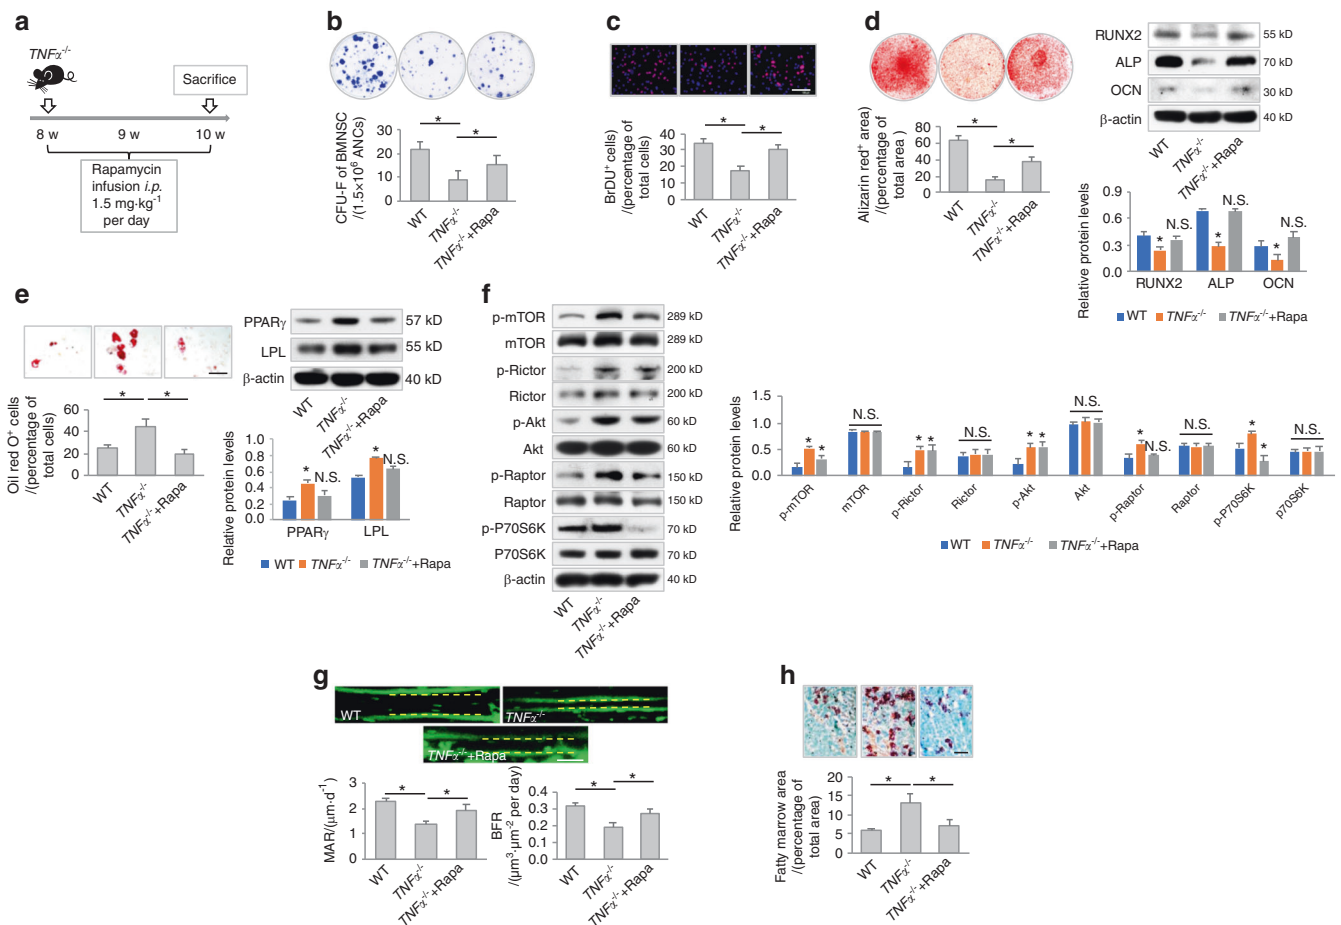 a
TNFα-/-
Sacrifice
8 w
9 w
10 w
Rapamycin
infusion i.p.
1.5 mg·kg-1
per day
b
CFU-F of BMNSC
/(1.5×10⁶ ANCs)
30
20
10
0
*
*
WT
TNFα-/-
TNFα-/-+Rapa
c
BrDU+ cells)
/(percentage of
total cells)
40
30
20
10
0
*
*
WT
TNFα-/-
TNFα-/-+Rapa
d
Alizarin red+ area)
/(percentage of
total area )
80
60
40
20
0
*
*
WT
TNFα-/-
TNFα-/-+Rapa
RUNX2
55 kD
ALP
70 kD
OCN
30 kD
β-actin
40 kD
WT
TNFα-/-
TNFα-/-+Rapa
Relative protein levels
0.9
0.6
0.3
0.0
*
N.S.
*
N.S.
*
N.S.
RUNX2
ALP
OCN
WT
TNFα-/-
TNFα-/-+Rapa
e
Oil red O+ cells
/(percentage of
total cells)
60
40
20
0
*
*
WT
TNFα-/-
TNFα-/-+Rapa
PPARγ
57 kD
LPL
55 kD
β-actin
40 kD
WT
TNFα-/-
TNFα-/-+Rapa
Relative protein levels
1.0
0.8
0.6
0.4
0.2
0.0
*
N.S.
*
N.S.
PPARγ
LPL
WT
TNFα-/-
TNFα-/-+Rapa
f
p-mTOR
289 kD
mTOR
289 kD
p-Rictor
200 kD
Rictor
200 kD
p-Akt
60 kD
Akt
60 kD
p-Raptor
150 kD
Raptor
150 kD
p-P70S6K
70 kD
P70S6K
70 kD
β-actin
40 kD
WT
TNFα-/-
TNFα-/-+Rapa
Relative protein levels
1.5
1.0
0.5
0.0
*
*
N.S.
*
*
N.S.
*
*
N.S.
*
N.S.
N.S.
*
*
N.S.
p-mTOR
mTOR
p-Rictor
Rictor
p-Akt
Akt
p-Raptor
Raptor
p-P70S6K
p70S6K
WT
TNFα-/-
TNFα-/-+Rapa
g
WT
TNFα-/-
TNFα-/-+Rapa
MAR/(μm·d-1)
3
2
1
0
*
*
WT
TNFα-/-
TNFα-/-+Rapa
BFR
/(μm³·μm-2 per day)
0.4
0.3
0.2
0.1
0.0
*
*
WT
TNFα-/-
TNFα-/-+Rapa
h
Fatty marrow area
/(percentage of
total area)
20
15
10
5
0
*
*
WT
TNFα-/-
TNFα-/-+Rapa